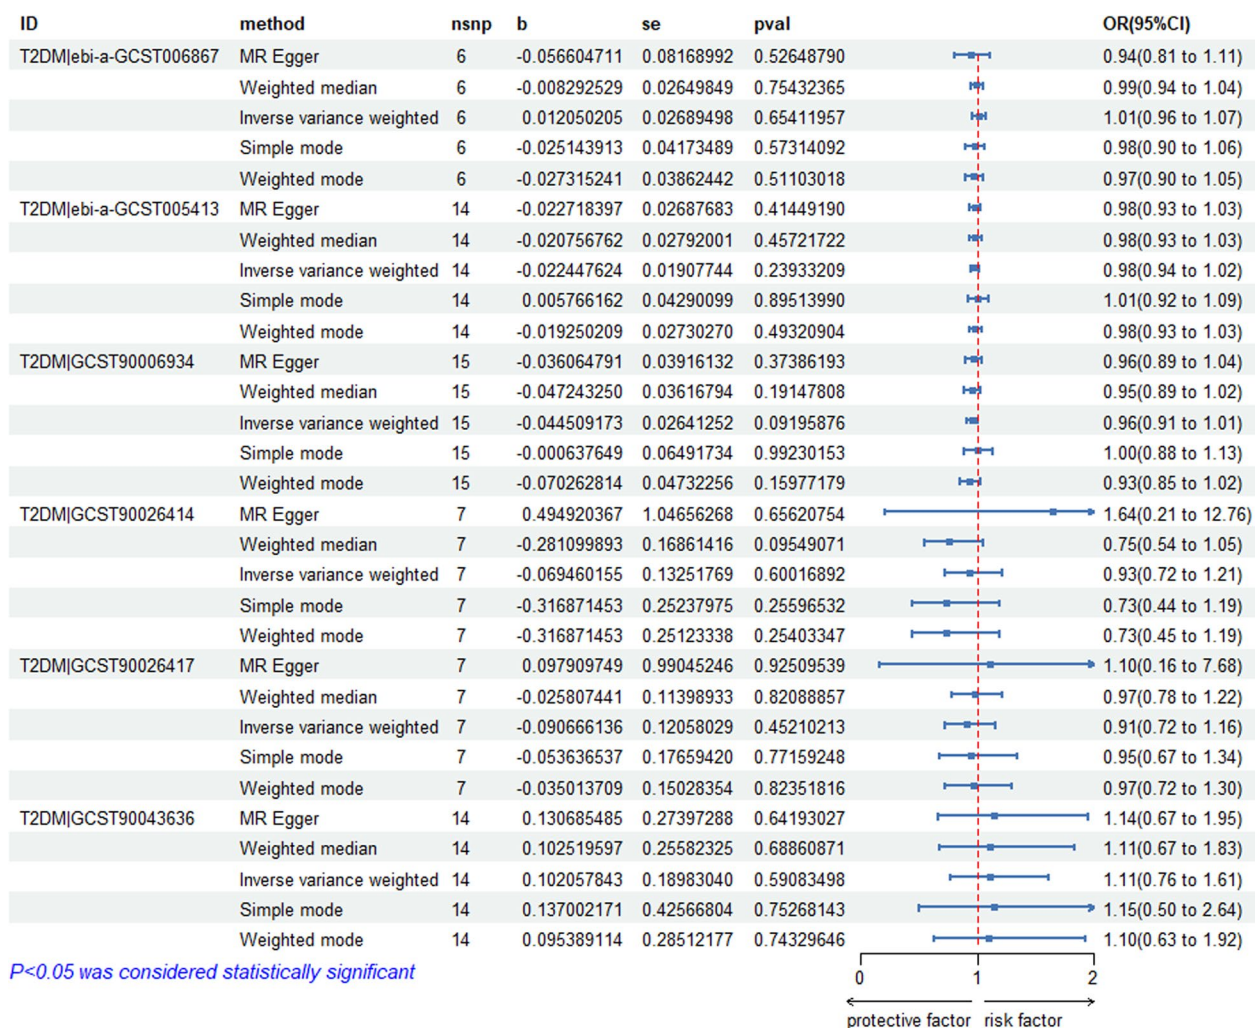 ID method nsnp b se pval OR(95%CI)
T2DM|ebi-a-GCST006867 MR Egger 6 -0.056604711 0.08168992 0.52648790 0.94(0.81 to 1.11)
Weighted median 6 -0.008292529 0.02649849 0.75432365 0.99(0.94 to 1.04)
Inverse variance weighted 6 0.012050205 0.02689498 0.65411957 1.01(0.96 to 1.07)
Simple mode 6 -0.025143913 0.04173489 0.57314092 0.98(0.90 to 1.06)
Weighted mode 6 -0.027315241 0.03862442 0.51103018 0.97(0.90 to 1.05)
T2DM|ebi-a-GCST005413 MR Egger 14 -0.022718397 0.02687683 0.41449190 0.98(0.93 to 1.03)
Weighted median 14 -0.020756762 0.02792001 0.45721722 0.98(0.93 to 1.03)
Inverse variance weighted 14 -0.022447624 0.01907744 0.23933209 0.98(0.94 to 1.02)
Simple mode 14 0.005766162 0.04290099 0.89513990 1.01(0.92 to 1.09)
Weighted mode 14 -0.019250209 0.02730270 0.49320904 0.98(0.93 to 1.03)
T2DM|GCST90006934 MR Egger 15 -0.036064791 0.03916132 0.37386193 0.96(0.89 to 1.04)
Weighted median 15 -0.047243250 0.03616794 0.19147808 0.95(0.89 to 1.02)
Inverse variance weighted 15 -0.044509173 0.02641252 0.09195876 0.96(0.91 to 1.01)
Simple mode 15 -0.000637649 0.06491734 0.99230153 1.00(0.88 to 1.13)
Weighted mode 15 -0.070262814 0.04732256 0.15977179 0.93(0.85 to 1.02)
T2DM|GCST90026414 MR Egger 7 0.494920367 1.04656268 0.65620754 1.64(0.21 to 12.76)
Weighted median 7 -0.281099893 0.16861416 0.09549071 0.75(0.54 to 1.05)
Inverse variance weighted 7 -0.069460155 0.13251769 0.60016892 0.93(0.72 to 1.21)
Simple mode 7 -0.316871453 0.25237975 0.25596532 0.73(0.44 to 1.19)
Weighted mode 7 -0.316871453 0.25123338 0.25403347 0.73(0.45 to 1.19)
T2DM|GCST90026417 MR Egger 7 0.097909749 0.99045246 0.92509539 1.10(0.16 to 7.68)
Weighted median 7 -0.025807441 0.11398933 0.82088857 0.97(0.78 to 1.22)
Inverse variance weighted 7 -0.090666136 0.12058029 0.45210213 0.91(0.72 to 1.16)
Simple mode 7 -0.053636537 0.17659420 0.77159248 0.95(0.67 to 1.34)
Weighted mode 7 -0.035013709 0.15028354 0.82351816 0.97(0.72 to 1.30)
T2DM|GCST90043636 MR Egger 14 0.130685485 0.27397288 0.64193027 1.14(0.67 to 1.95)
Weighted median 14 0.102519597 0.25582325 0.68860871 1.11(0.67 to 1.83)
Inverse variance weighted 14 0.102057843 0.18983040 0.59083498 1.11(0.76 to 1.61)
Simple mode 14 0.137002171 0.42566804 0.75268143 1.15(0.50 to 2.64)
Weighted mode 14 0.095389114 0.28512177 0.74329646 1.10(0.63 to 1.92)
P<0.05 was considered statistically significant
0 1 2
protective factor risk factor